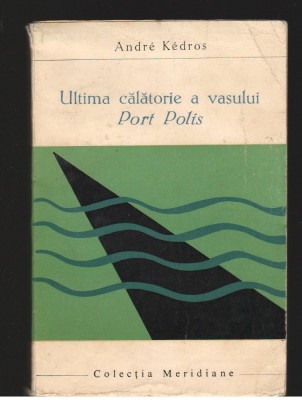 André Kédros
Ultima călătorie a vasului
Port Polis
Colecția Meridiane